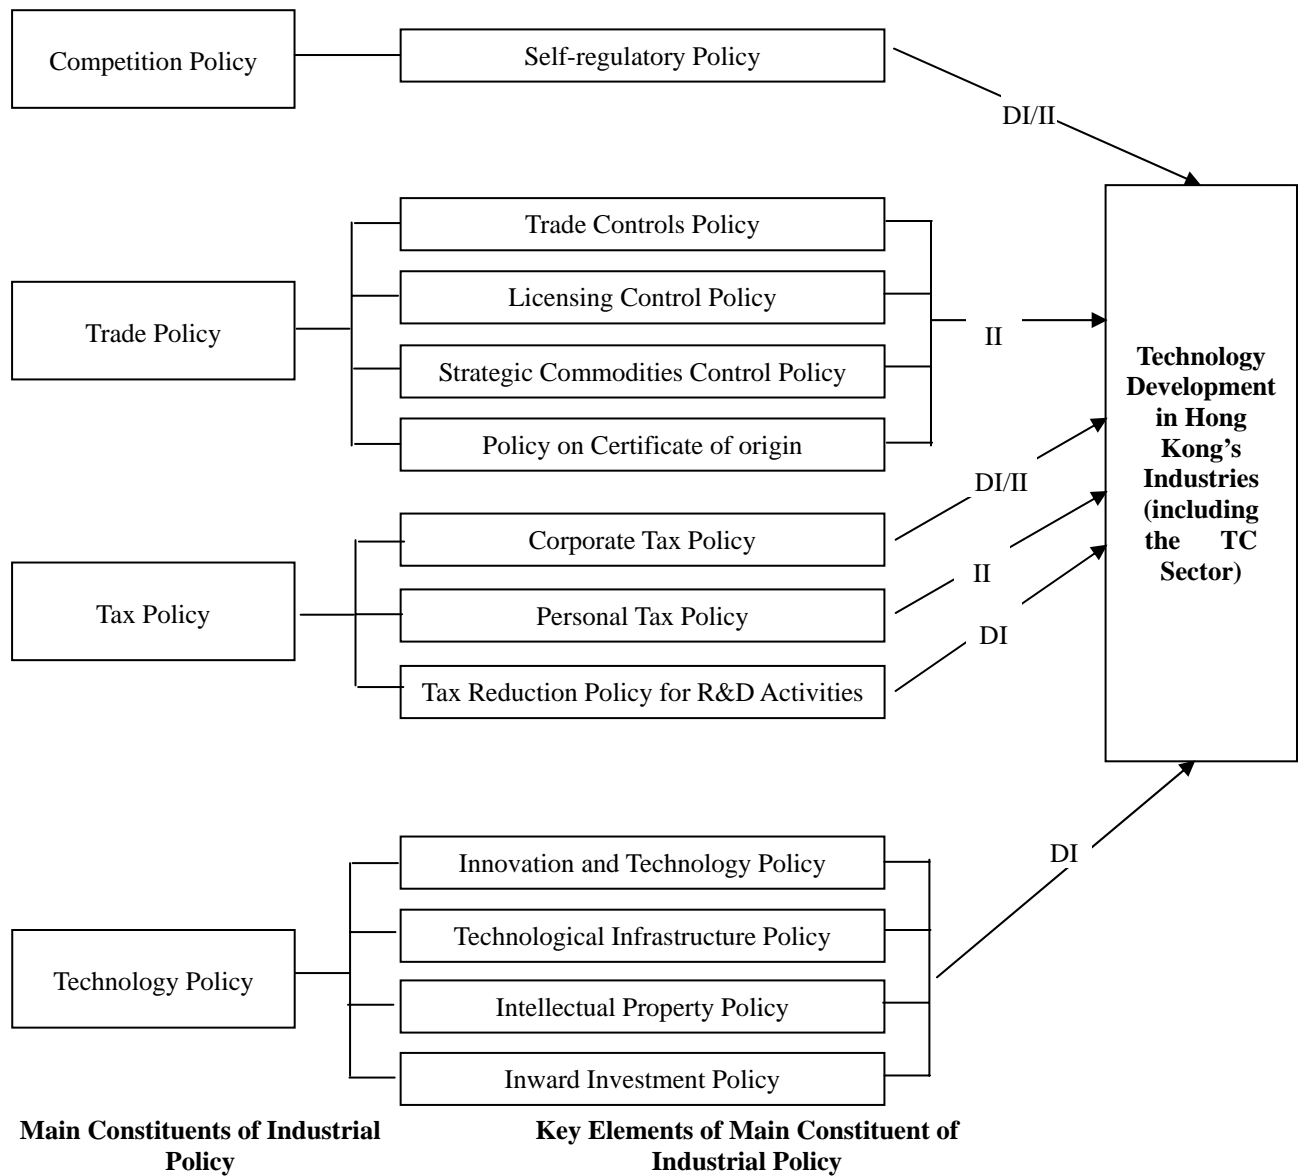 Competition Policy
Self-regulatory Policy
DI/II
Trade Controls Policy
Licensing Control Policy
Trade Policy
II
Strategic Commodities Control Policy
Policy on Certificate of origin
Technology
Development
in Hong
Kong’s
Industries
(including
the TC
Sector)
DI/II
Corporate Tax Policy
II
Tax Policy
Personal Tax Policy
DI
Tax Reduction Policy for R&D Activities
Innovation and Technology Policy
DI
Technological Infrastructure Policy
Technology Policy
Intellectual Property Policy
Inward Investment Policy
Main Constituents of Industrial
Policy
Key Elements of Main Constituent of
Industrial Policy